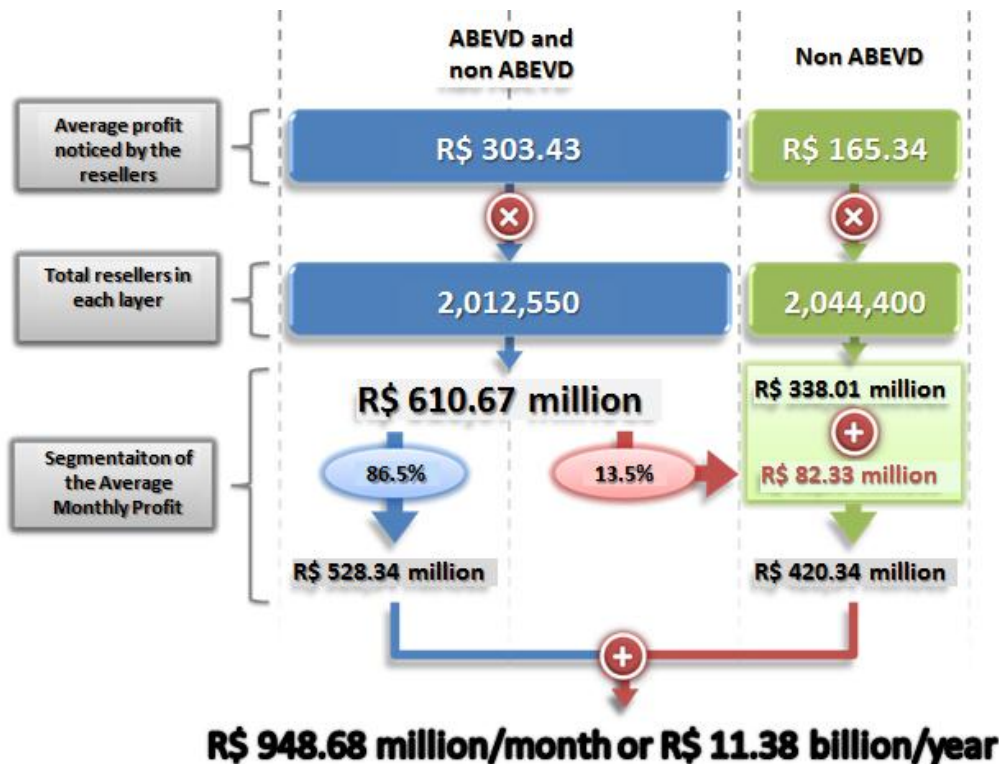 ABEVD and
non ABEVD
Non ABEVD
Average profit
noticed by the
resellers
R$ 303.43
R$ 165.34
Total resellers in
each layer
2,012,550
2,044,400
Segmentaiton of
the Average
Monthly Profit
R$ 610.67 million
R$ 338.01 million
86.5%
13.5%
R$ 82.33 million
R$ 528.34 million
R$ 420.34 million
R$ 948.68 million/month or R$ 11.38 billion/year